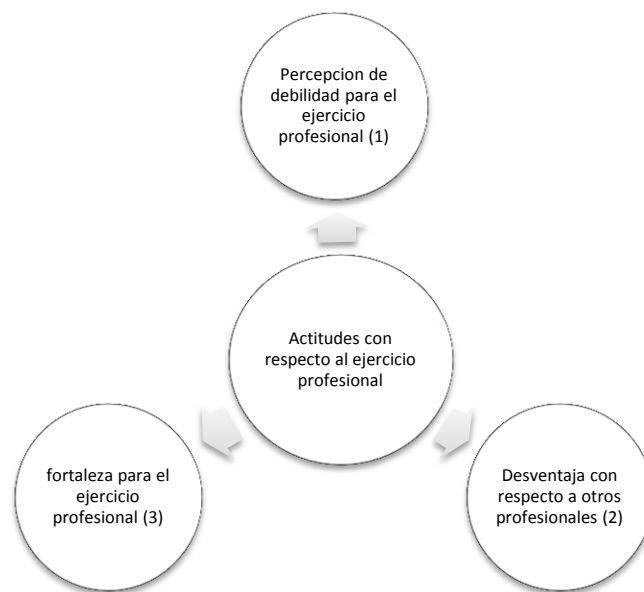 Percepcion de
debilidad para el
ejercicio
profesional (1)
Actitudes con
respecto al ejercicio
profesional
fortaleza para el
ejercicio
profesional (3)
Desventaja con
respecto a otros
profesionales (2)